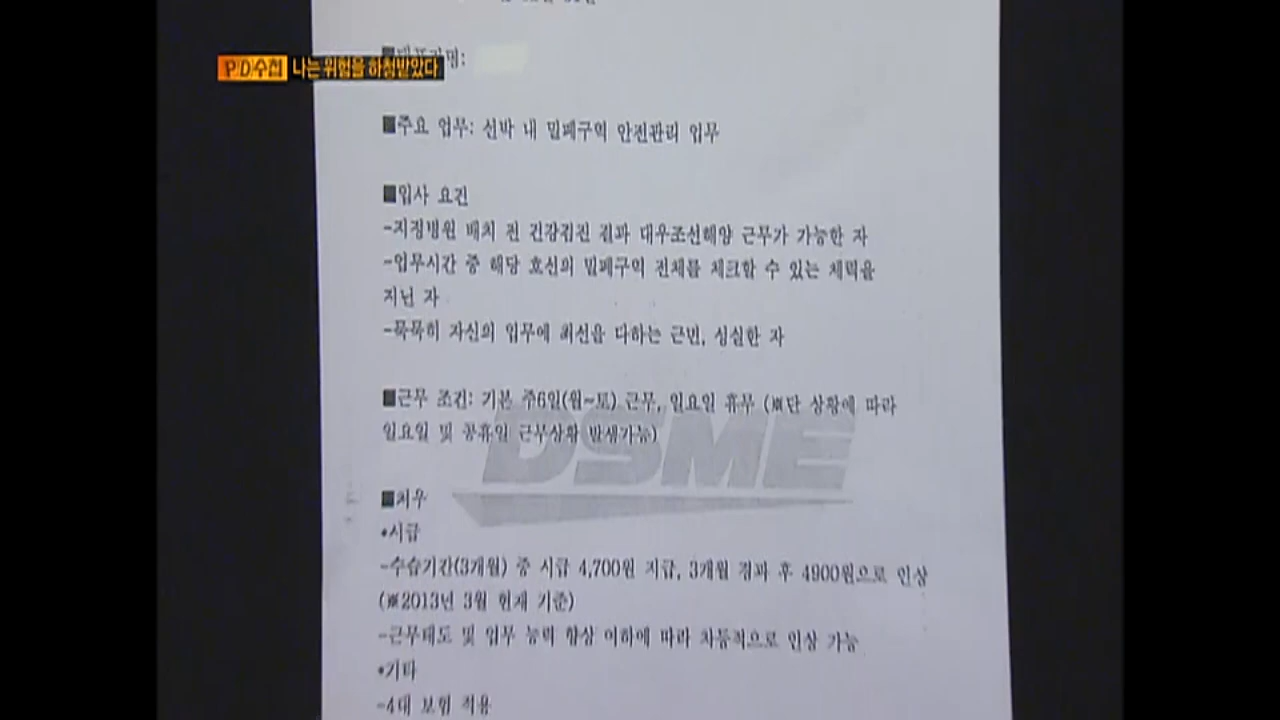 PD수첩 나는 위험을 하청받았다
■주요 업무: 선박 내 밀폐구역 안전관리 업무
■입사 요건
-지정병원 배치 전 건강검진 결과 대우조선해양 근무가 가능한 자
-업무시간 중 해당 호선의 밀폐구역 전체를 체크할 수 있는 체력을
지닌 자
-묵묵히 자신의 업무에 최선을 다하는 근면, 성실한 자
■근무 조건: 기본 주6일(월~토) 근무, 일요일 휴무 (※단 상황에 따라
일요일 및 공휴일 근무상황 발생가능)
DSME
■처우
•시급
-수습기간(3개월) 중 시급 4,700원 지급, 3개월 경과 후 4900원으로 인상
(※2013년 3월 현재 기준)
-근무태도 및 업무 능력 향상 이하에 따라 차등적으로 인상 가능
•기타
-4대 보험 적용